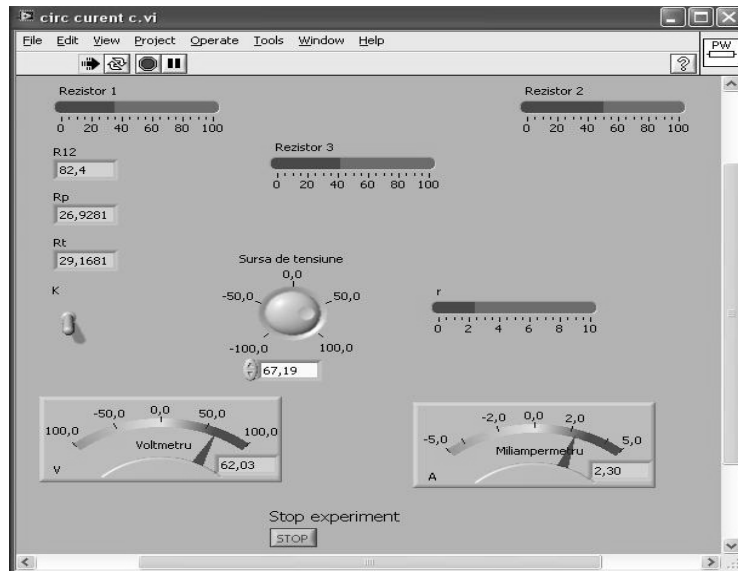 circ curent c.vi
File Edit View Project Operate Tools Window Help
PW
?
Rezistor 1
0 20 40 60 80 100
Rezistor 2
0 20 40 60 80 100
R12
82,4
Rezistor 3
0 20 40 60 80 100
Rp
26,9281
Rt
29,1681
Sursa de tensiune
0,0
-50,0 50,0
-100,0 100,0
67,19
K
r
0 2 4 6 8 10
-50,0 0,0 50,0
100,0 100,0
Voltmetru
62,03
V
-2,0 0,0 2,0
-5,0 5,0
Miliampermetru
2,30
A
Stop experiment
STOP